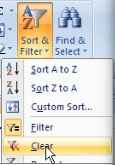 Sort & Find &
Filter Select
Sort A to Z
Sort Z to A
Custom Sort...
Filter
Clear